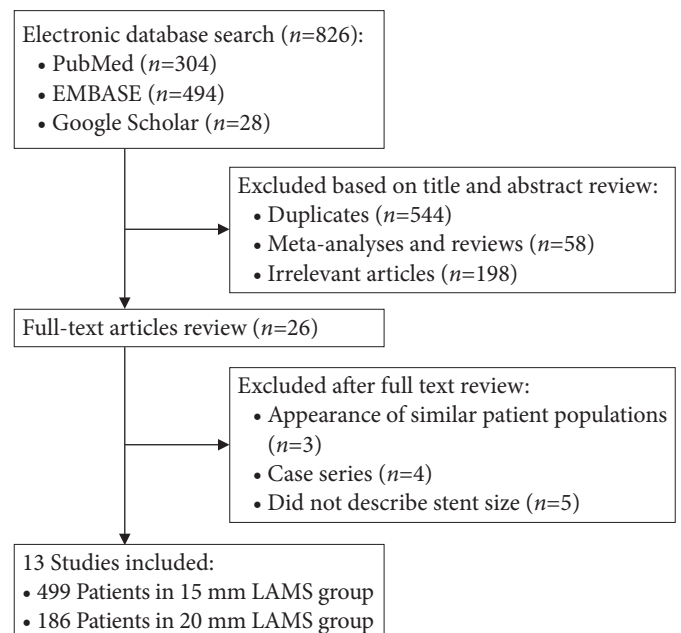 Electronic database search (n=826):
• PubMed (n=304)
• EMBASE (n=494)
• Google Scholar (n=28)
Excluded based on title and abstract review:
• Duplicates (n=544)
• Meta-analyses and reviews (n=58)
• Irrelevant articles (n=198)
Full-text articles review (n=26)
Excluded after full text review:
• Appearance of similar patient populations
(n=3)
• Case series (n=4)
• Did not describe stent size (n=5)
13 Studies included:
• 499 Patients in 15 mm LAMS group
• 186 Patients in 20 mm LAMS group